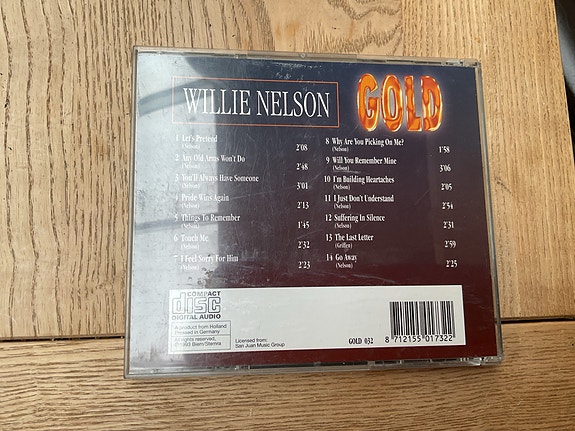 WILLIE NELSON
GOLD
1 Let's Pretend
(Nelson)
2'08
2 Any Old Arms Won't Do
(Nelson)
2'48
3 You'll Always Have Someone
(Nelson)
3'01
4 Pride Wins Again
(Nelson)
2'13
5 Things To Remember
(Nelson)
1'45
6 Touch Me
(Nelson)
2'32
7 I Feel Sorry For Him
(Nelson)
2'23
8 Why Are You Picking On Me?
(Nelson)
1'58
9 Will You Remember Mine
(Nelson)
3'06
10 I'm Building Heartaches
(Nelson)
2'05
11 I Just Don't Understand
(Nelson)
2'54
12 Suffering In Silence
(Nelson)
2'31
13 The Last Letter
(Griffen)
2'59
14 Go Away
(Nelson)
2'25
COMPACT
disc
DIGITAL AUDIO
A product from Holland
Pressed in Germany
All rights reserved.
℗ 1993 Biem/Stemra
Licensed from:
San Juan Music Group
GOLD 032
8 712155 017322